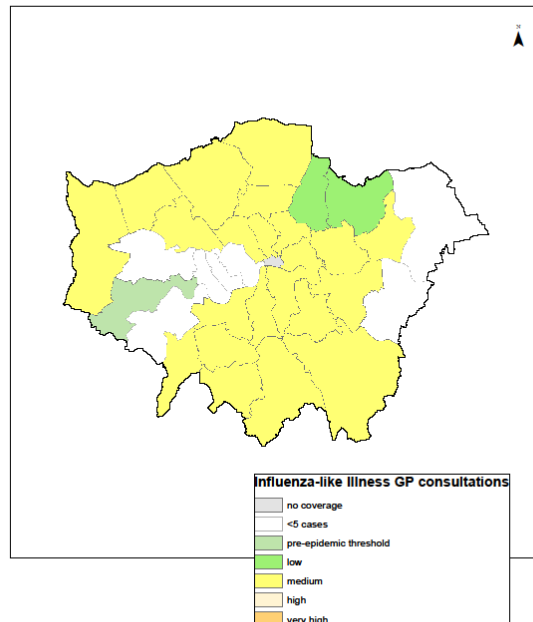 N
Influenza-like Illness GP consultations
no coverage
<5 cases
pre-epidemic threshold
low
medium
high
very high